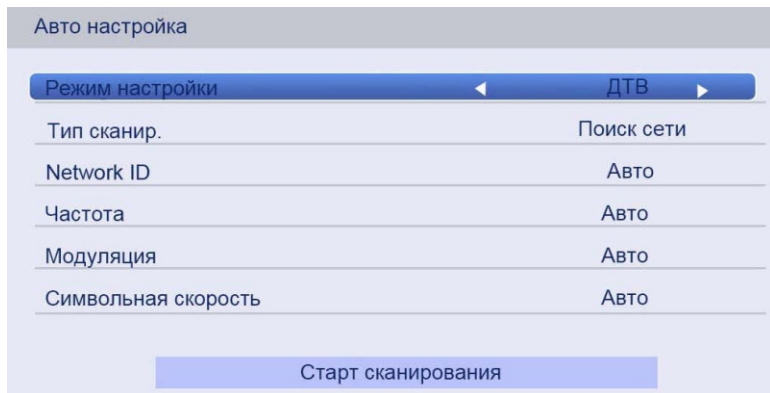 Авто настройка
Режим настройки ДТВ
Тип сканир. Поиск сети
Network ID Авто
Частота Авто
Модуляция Авто
Символьная скорость Авто
Старт сканирования